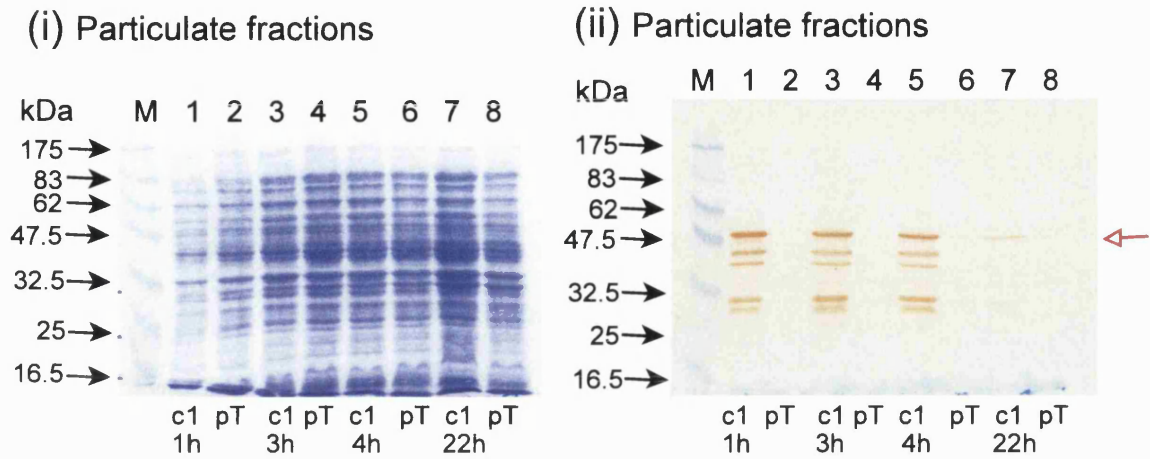 (i) Particulate fractions
kDa M 1 2 3 4 5 6 7 8
175
83
62
47.5
32.5
25
16.5
c1 pT c1 pT c1 pT c1 pT
1h 3h 4h 22h
(ii) Particulate fractions
kDa M 1 2 3 4 5 6 7 8
175
83
62
47.5
32.5
25
16.5
c1 pT c1 pT c1 pT c1 pT
1h 3h 4h 22h